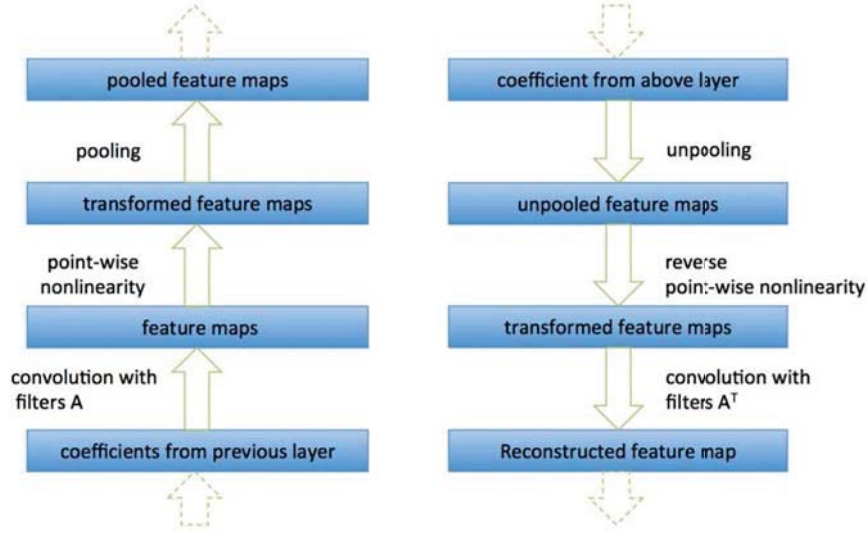 pooled feature maps
pooling
transformed feature maps
point-wise
nonlinearity
feature maps
convolution with
filters A
coefficients from previous layer
coefficient from above layer
unpooling
unpooled feature maps
reverse
point-wise nonlinearity
transformed feature maps
convolution with
filters Aᵀ
Reconstructed feature map